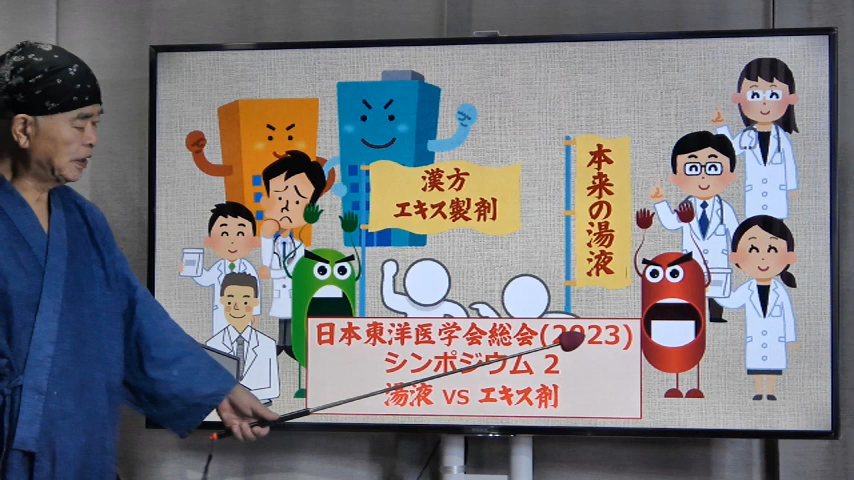 漢方
エキス製剤
本来の湯液
日本東洋医学会総会(2023)
シンポジウム 2
湯液 vs エキス剤